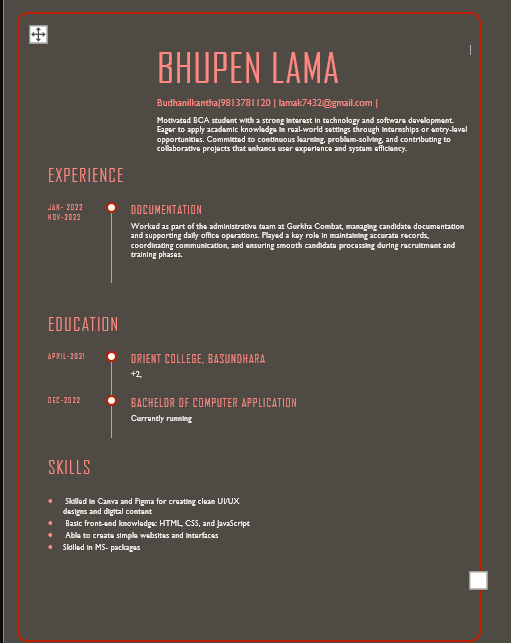 BHUPEN LAMA
Budhanilkantha|9813781120 | lamak7432@gmail.com |
Motivated BCA student with a strong interest in technology and software development.
Eager to apply academic knowledge in real-world settings through internships or entry-level
opportunities. Committed to continuous learning, problem-solving, and contributing to
collaborative projects that enhance user experience and system efficiency.
EXPERIENCE
JAN- 2022
NOV-2023
DOCUMENTATION
Worked as part of the administrative team at Gurkha Combat, managing candidate documentation
and supporting daily office operations. Played a key role in maintaining accurate records,
coordinating communication, and ensuring smooth candidate processing during recruitment and
training phases.
EDUCATION
APRIL-2021
ORIENT COLLEGE, BASUNDHARA
+2,
DEC-2022
BACHELOR OF COMPUTER APPLICATION
Currently running
SKILLS
Skilled in Canva and Figma for creating clean UI/UX
designs and digital content
Basic front-end knowledge: HTML, CSS, and JavaScript
Able to create simple websites and interfaces
Skilled in MS- packages